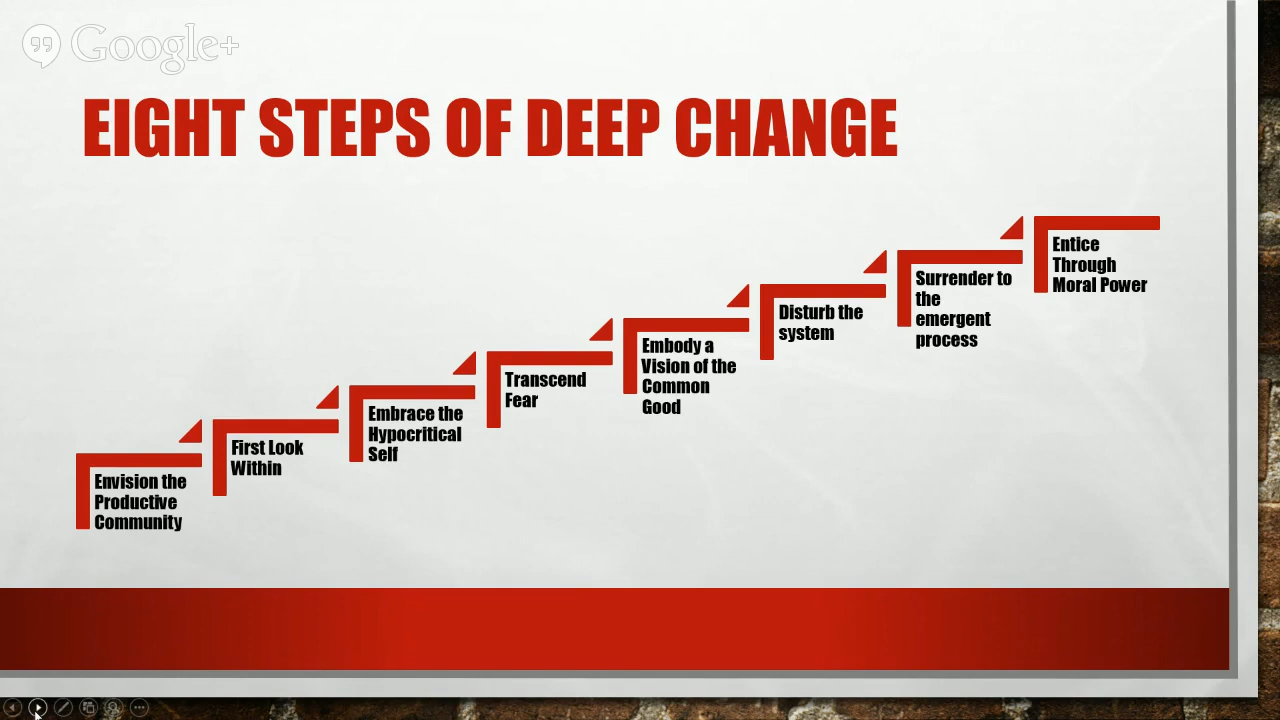 Google+
EIGHT STEPS OF DEEP CHANGE
Envision the
Productive
Community
First Look
Within
Embrace the
Hypocritical
Self
Transcend
Fear
Embody a
Vision of the
Common
Good
Disturb the
system
Surrender to
the
emergent
process
Entice
Through
Moral Power